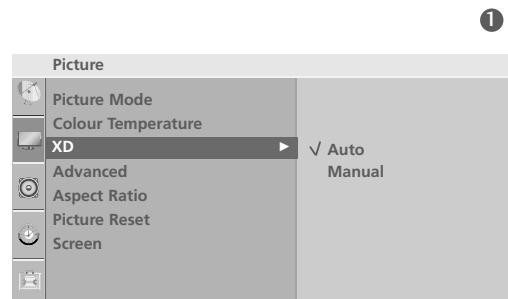 1
Picture
Picture Mode
Colour Temperature
XD ►
√ Auto
Manual
Advanced
Aspect Ratio
Picture Reset
Screen